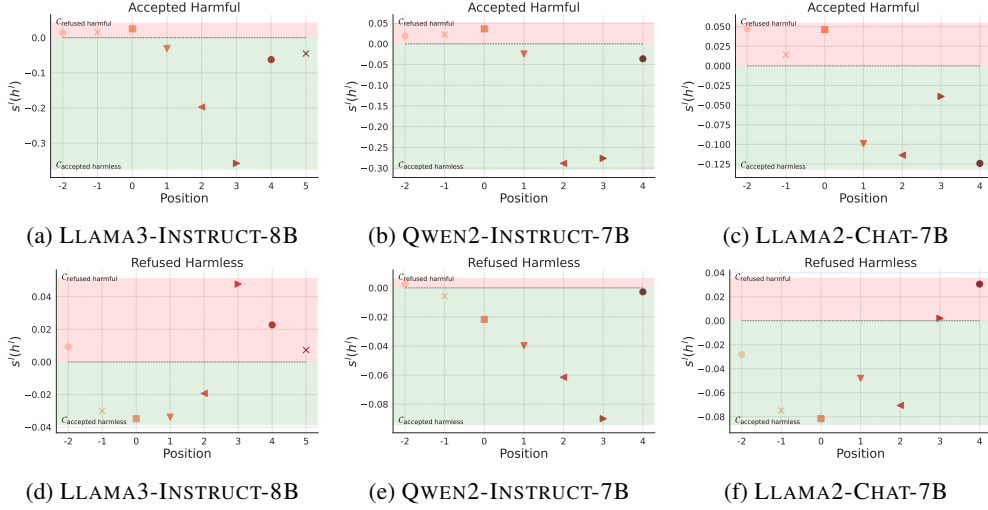 Accepted Harmful
Accepted Harmful
Accepted Harmful
C_refused harmful
0.0
−0.1
−0.2
−0.3
s^l(h^l)
C_accepted harmless
-2 -1 0 1 2 3 4 5
Position
C_refused harmful
0.05
0.00
−0.05
−0.10
−0.15
−0.20
−0.25
−0.30
s^l(h^l)
C_accepted harmless
-2 -1 0 1 2 3 4
Position
C_refused harmful
0.050
0.025
0.000
−0.025
−0.050
−0.075
−0.100
−0.125
s^l(h^l)
C_accepted harmless
-2 -1 0 1 2 3 4
Position
(a) LLAMA3-INSTRUCT-8B
(b) QWEN2-INSTRUCT-7B
(c) LLAMA2-CHAT-7B
Refused Harmless
Refused Harmless
Refused Harmless
C_refused harmful
0.04
0.02
0.00
−0.02
−0.04
s^l(h^l)
C_accepted harmless
-2 -1 0 1 2 3 4 5
Position
C_refused harmful
0.00
−0.02
−0.04
−0.06
−0.08
s^l(h^l)
C_accepted harmless
-2 -1 0 1 2 3 4
Position
C_refused harmful
0.04
0.02
0.00
−0.02
−0.04
−0.06
−0.08
s^l(h^l)
C_accepted harmless
-2 -1 0 1 2 3 4
Position
(d) LLAMA3-INSTRUCT-8B
(e) QWEN2-INSTRUCT-7B
(f) LLAMA2-CHAT-7B